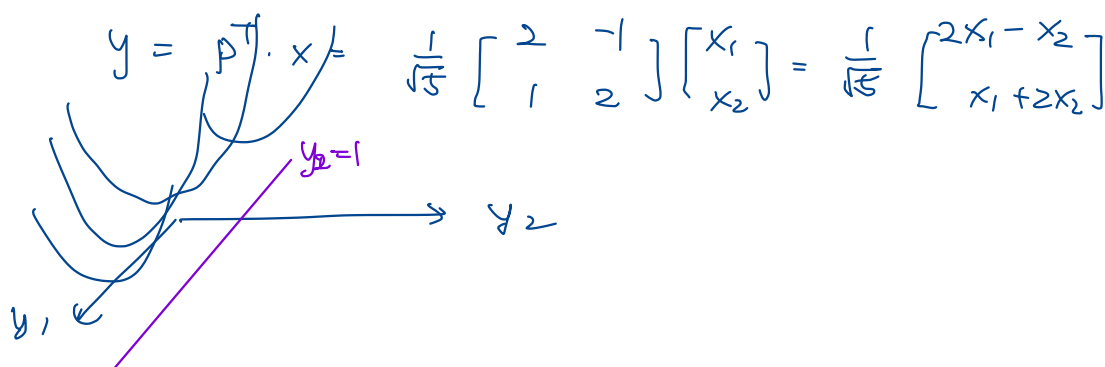 y = P^T · x = 1/√5 [ 2 -1 ; 1 2 ] [ x₁ ; x₂ ] = 1/√5 [ 2x₁ - x₂ ; x₁ + 2x₂ ]
y₂=1
y₂
y₁